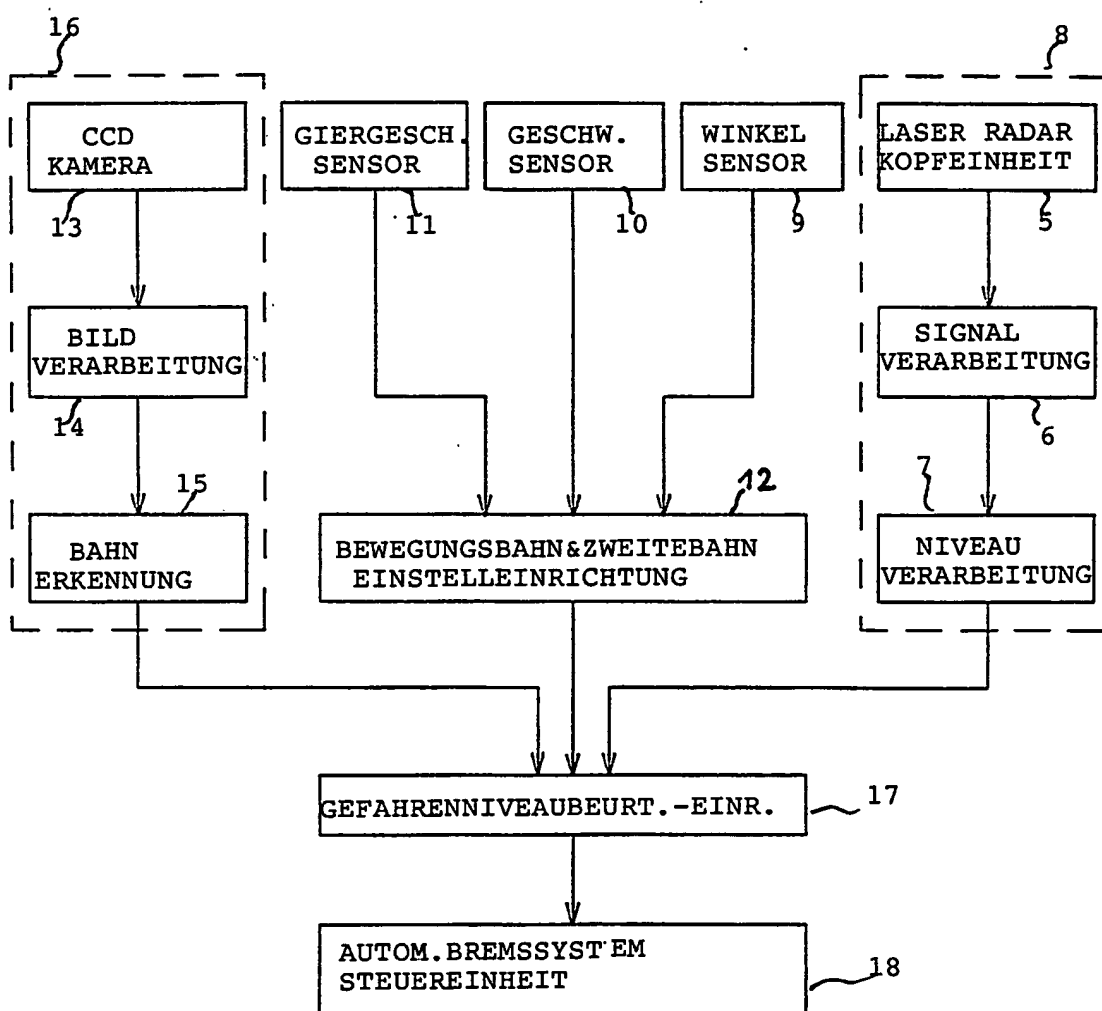 16
8
CCD
KAMERA
GIERGESCH.
SENSOR
GESCHW.
SENSOR
WINKEL
SENSOR
LASER RADAR
KOPFEINHEIT
13
11
10
9
5
BILD
VERARBEITUNG
SIGNAL
VERARBEITUNG
14
6
15
12
7
BAHN
ERKENNUNG
BEWEGUNGSBAHN&ZWEITEBAHN
EINSTELLEINRICHTUNG
NIVEAU
VERARBEITUNG
GEFAHRENNIVEAUBEURT.-EINR.
17
AUTOM.BREMSSYSTEM
STEUEREINHEIT
18